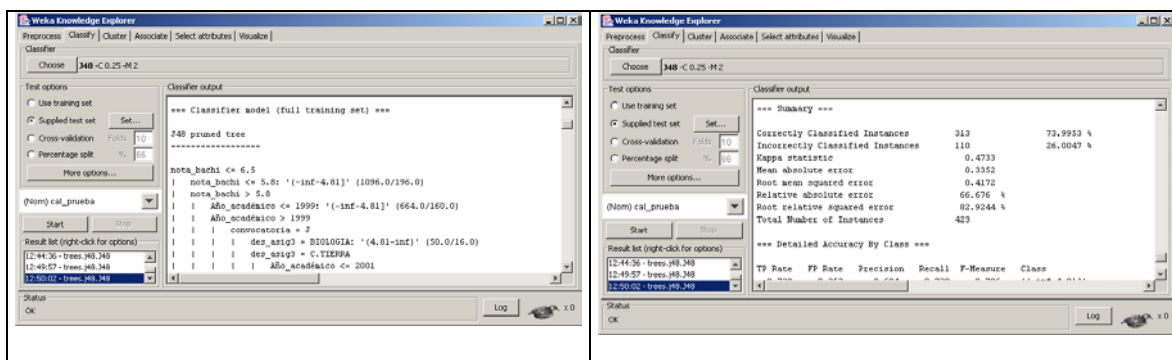 Weka Knowledge Explorer
Preprocess Classify Cluster Associate Select attributes Visualize
Classifier
Choose J48 -C 0.25 -M 2
Test options
Use training set
Supplied test set Set...
Cross-validation Folds 10
Percentage split % 66
More options...
(Nom) cal_prueba
Start Stop
Result list (right-click for options)
12:44:36 - trees.j48.J48
12:49:57 - trees.j48.J48
12:50:02 - trees.j48.J48
Classifier output
=== Classifier model (full training set) ===
J48 pruned tree
------------------
nota_bachi <= 6.5
| nota_bachi <= 5.8: '(-inf-4.81]' (1096.0/196.0)
| nota_bachi > 5.8
| | Año_académico <= 1999: '(-inf-4.81]' (664.0/160.0)
| | Año_académico > 1999
| | | convocatoria = J
| | | | des_asig3 = BIOLOGIA: '(4.81-inf)' (50.0/16.0)
| | | | des_asig3 = C.TIERRA
| | | | | Año_académico <= 2001
Status
OK
Log x 0
Weka Knowledge Explorer
Preprocess Classify Cluster Associate Select attributes Visualize
Classifier
Choose J48 -C 0.25 -M 2
Test options
Use training set
Supplied test set Set...
Cross-validation Folds 10
Percentage split % 66
More options...
(Nom) cal_prueba
Start Stop
Result list (right-click for options)
12:44:36 - trees.j48.J48
12:49:57 - trees.j48.J48
12:50:02 - trees.j48.J48
Classifier output
=== Summary ===
Correctly Classified Instances 313 73.9953 %
Incorrectly Classified Instances 110 26.0047 %
Kappa statistic 0.4733
Mean absolute error 0.3352
Root mean squared error 0.4172
Relative absolute error 66.676 %
Root relative squared error 82.9244 %
Total Number of Instances 423
=== Detailed Accuracy By Class ===
TP Rate FP Rate Precision Recall F-Measure Class
Status
OK
Log x 0